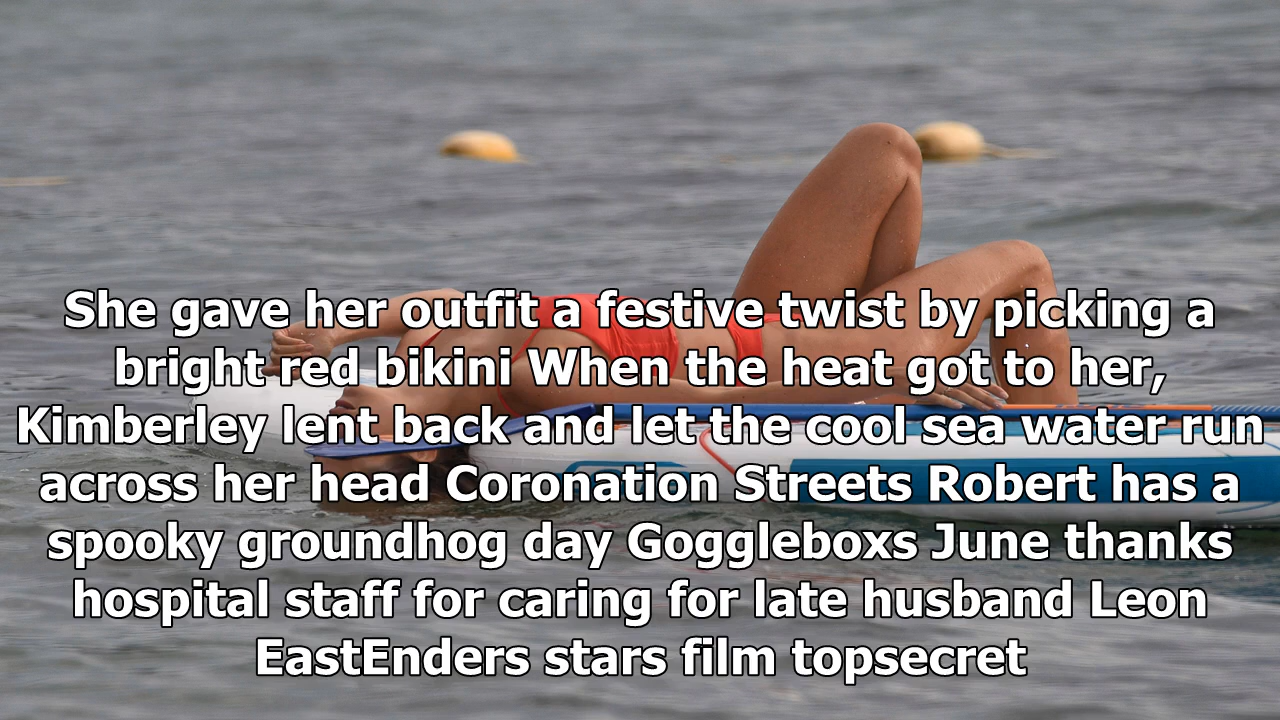 She gave her outfit a festive twist by picking a
bright red bikini When the heat got to her,
Kimberley lent back and let the cool sea water run
across her head Coronation Streets Robert has a
spooky groundhog day Goggleboxs June thanks
hospital staff for caring for late husband Leon
EastEnders stars film topsecret